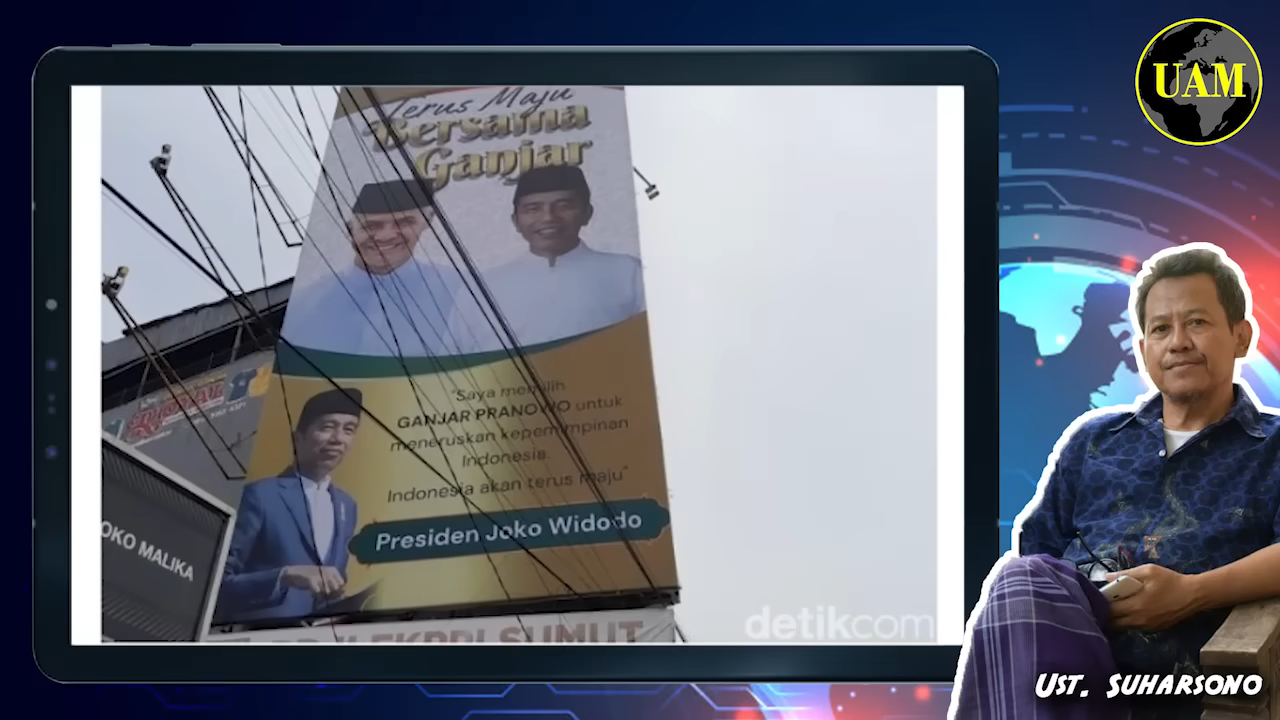 UAM
Terus Maju
Bersama
Ganjar
"Saya memilih
GANJAR PRANOWO untuk
meneruskan kepemimpinan
Indonesia.
Indonesia akan terus maju"
Presiden Joko Widodo
OKO MALIKA
SUMUT
detikcom
UST. SUHARSONO